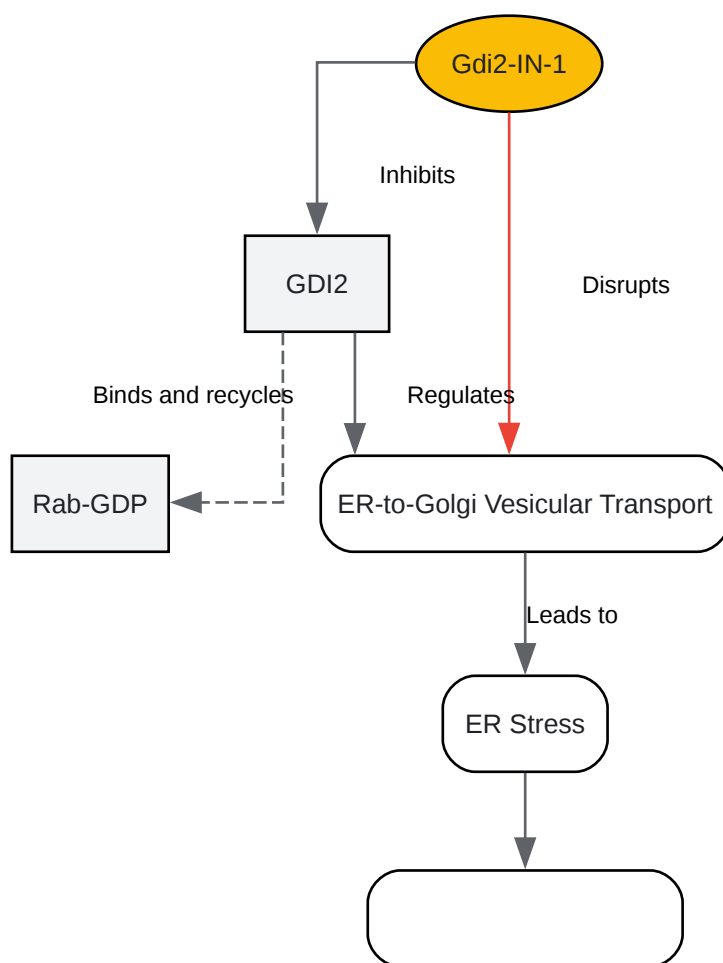 Gdi2-IN-1
Inhibits
GDI2
Disrupts
Binds and recycles
Regulates
Rab-GDP
ER-to-Golgi Vesicular Transport
Leads to
ER Stress